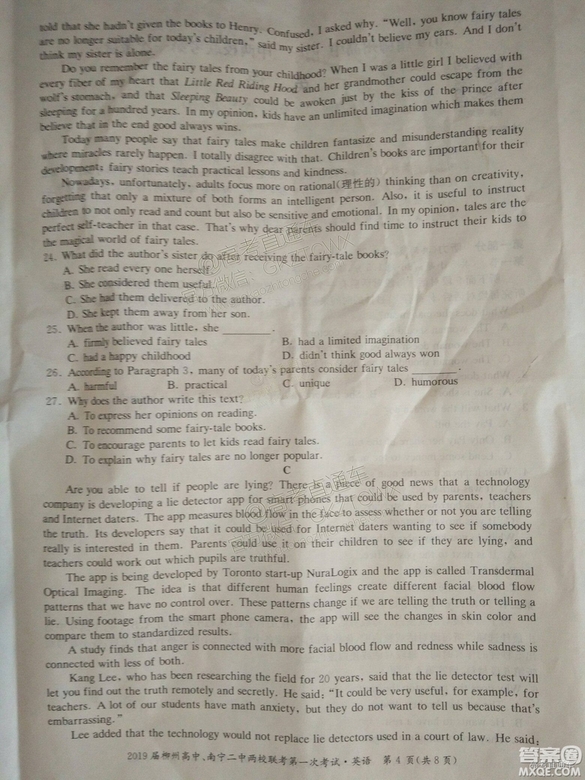 told that she hadn't given the books to Henry. Confused, I asked why. "Well, you know fairy tales
are no longer suitable for today's children," said my sister. I couldn't believe my ears. And I don't
think my sister is alone.
Do you remember the fairy tales from your childhood? When I was a little girl I believed with
every fiber of my heart that Little Red Riding Hood and her grandmother could escape from the
wolf's stomach, and that Sleeping Beauty could be awoken just by the kiss of the prince after
sleeping for a hundred years. In my opinion, kids have an unlimited imagination which makes them
believe that in the end good always wins.
Today many people say that fairy tales make children fantasize and misunderstanding reality
where miracles rarely happen. I totally disagree with that. Children's books are important for their
development; fairy stories teach practical lessons and kindness.
Nowadays, unfortunately, adults focus more on rational(理性的) thinking than on creativity,
forgetting that only a mixture of both forms an intelligent person. Also, it is useful to instruct
children to not only read and count but also be sensitive and emotional. In my opinion, tales are the
perfect self-teacher in that case. That's why dear parents should find time to instruct their kids to
the magical world of fairy tales.
24. What did the author's sister do after receiving the fairy-tale books?
A. She read every one herself.
B. She considered them useful.
C. She had them delivered to the author.
D. She kept them away from her son.
25. When the author was little, she ________.
A. firmly believed fairy tales B. had a limited imagination
C. had a happy childhood D. didn't think good always won
26. According to Paragraph 3, many of today's parents consider fairy tales ________.
A. harmful B. practical C. unique D. humorous
27. Why does the author write this text?
A. To express her opinions on reading.
B. To recommend some fairy-tale books.
C. To encourage parents to let kids read fairy tales.
D. To explain why fairy tales are no longer popular.
C
Are you able to tell if people are lying? There is a piece of good news that a technology
company is developing a lie detector app for smart phones that could be used by parents, teachers
and Internet daters. The app measures blood flow in the face to assess whether or not you are telling
the truth. Its developers say that it could be used for Internet daters wanting to see if somebody
really is interested in them. Parents could use it on their children to see if they are lying, and
teachers could work out which pupils are truthful.
The app is being developed by Toronto start-up NuraLogix and the app is called Transdermal
Optical Imaging. The idea is that different human feelings create different facial blood flow
patterns that we have no control over. These patterns change if we are telling the truth or telling a
lie. Using footage from the smart phone camera, the app will see the changes in skin color and
compare them to standardized results.
A study finds that anger is connected with more facial blood flow and redness while sadness is
connected with less of both.
Kang Lee, who has been researching the field for 20 years, said that the lie detector test will
let you find out the truth remotely and secretly. He said: "It could be very useful, for example, for
teachers. A lot of our students have math anxiety, but they do not want to tell us because that's
embarrassing."
Lee added that the technology would not replace lie detectors used in a court of law. He said:
2019 届柳州高中、南宁二中两校联考第一次考试·英语 第 4 页(共 8 页)
答案圈
MXQE.COM